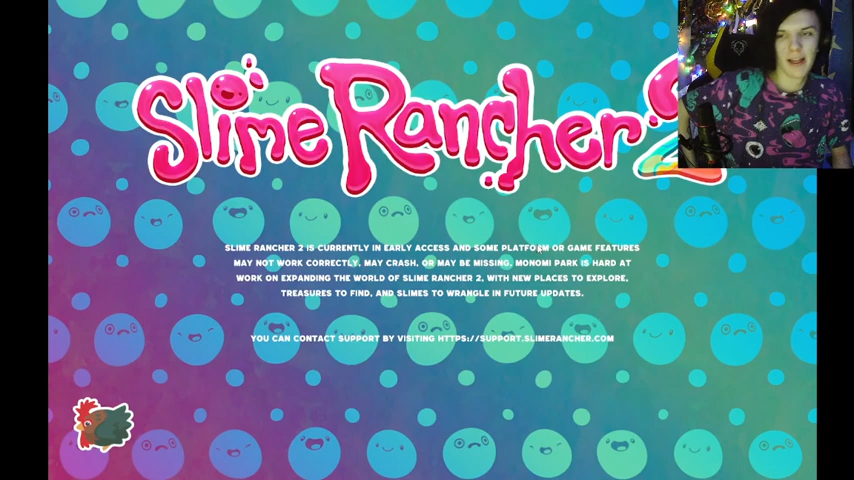 Slime Rancher 2
SLIME RANCHER 2 IS CURRENTLY IN EARLY ACCESS AND SOME PLATFORM OR GAME FEATURES
MAY NOT WORK CORRECTLY, MAY CRASH, OR MAY BE MISSING. MONOMI PARK IS HARD AT
WORK ON EXPANDING THE WORLD OF SLIME RANCHER 2, WITH NEW PLACES TO EXPLORE,
TREASURES TO FIND, AND SLIMES TO WRANGLE IN FUTURE UPDATES.
YOU CAN CONTACT SUPPORT BY VISITING HTTPS://SUPPORT.SLIMERANCHER.COM